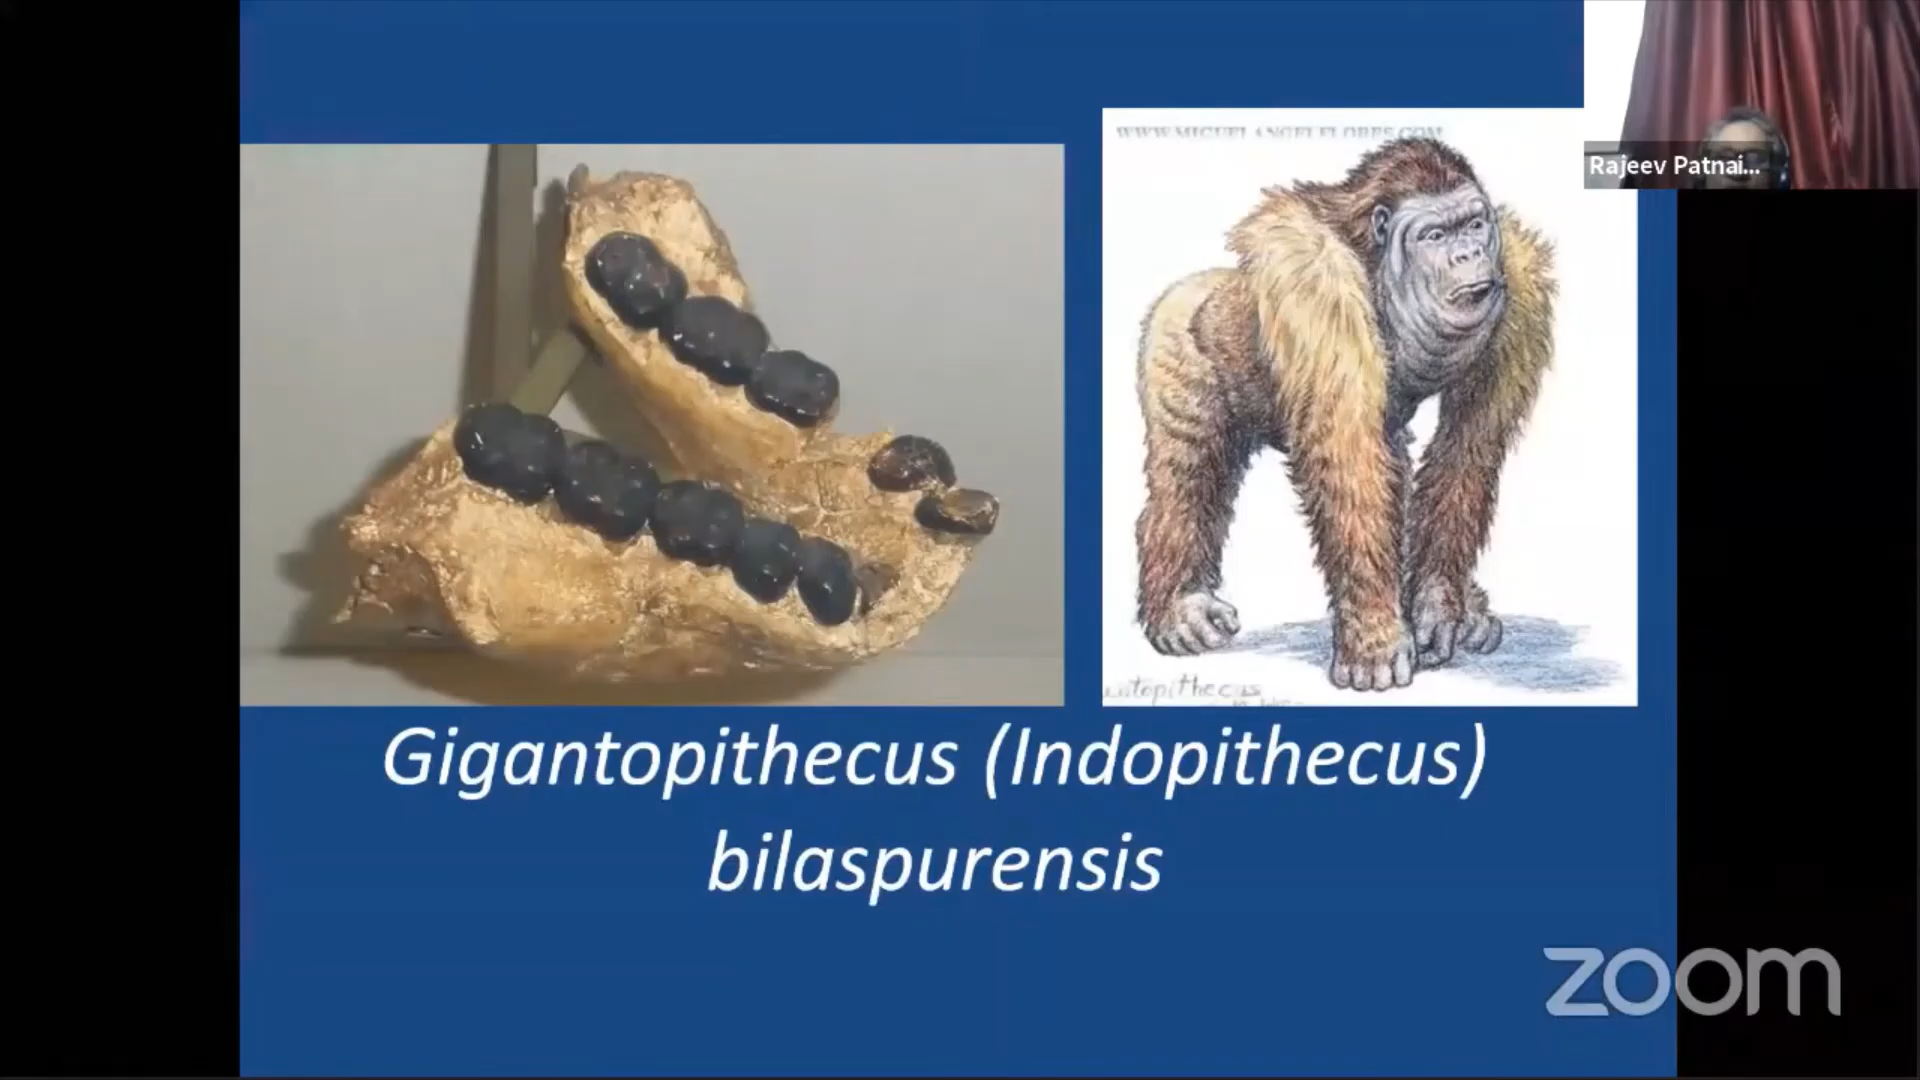 WWW.MIGUELANGELFLORES.COM
Rajeev Patnai...
Gigantopithecus (Indopithecus)
bilaspurensis
zoom